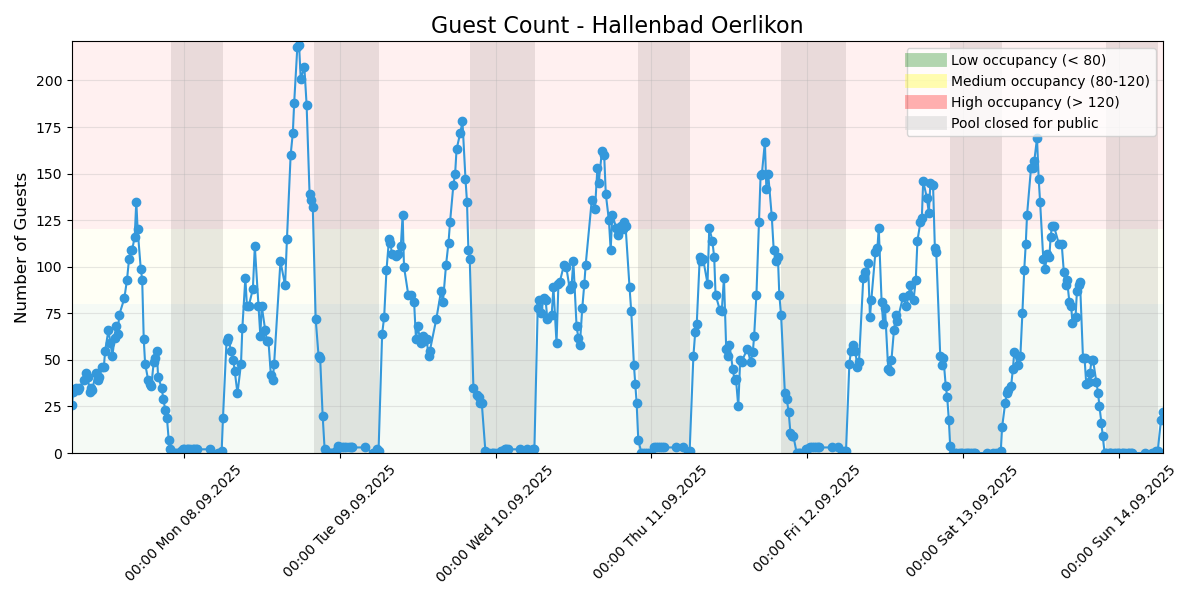 Guest Count - Hallenbad Oerlikon
Number of Guests
200
175
150
125
100
75
50
25
0
Low occupancy (< 80)
Medium occupancy (80-120)
High occupancy (> 120)
Pool closed for public
00:00 Mon 08.09.2025
00:00 Tue 09.09.2025
00:00 Wed 10.09.2025
00:00 Thu 11.09.2025
00:00 Fri 12.09.2025
00:00 Sat 13.09.2025
00:00 Sun 14.09.2025